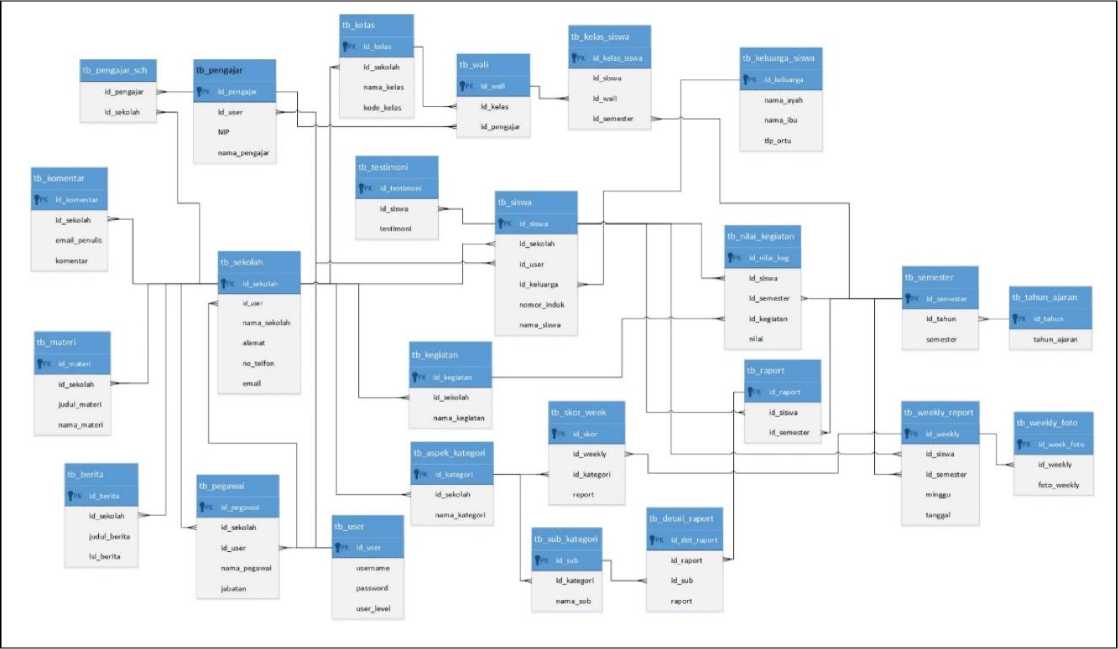 tb_kelas
PK id_kelas
id_sekolah
nama_kelas
kode_kelas
tb_kelas_siswa
PK id_kelas_siswa
id_siswa
id_wali
id_semester
tb_pengajar_sch
id_pengajar
id_sekolah
tb_pengajar
PK id_pengajar
id_user
NIP
nama_pengajar
tb_wali
PK id_wali
id_kelas
id_pengajar
tb_keluarga_siswa
PK id_keluarga
nama_ayah
nama_ibu
tlp_ortu
tb_komentar
PK id_komentar
id_sekolah
email_penulis
komentar
tb_testimoni
PK id_testimoni
id_siswa
testimoni
tb_siswa
PK id_siswa
id_sekolah
id_user
id_keluarga
nomor_induk
nama_siswa
tb_nilai_kegiatan
PK id_nilai_keg
id_siswa
id_semester
id_kegiatan
nilai
tb_sekolah
PK id_sekolah
id_user
nama_sekolah
alamat
no_telfon
email
tb_semester
PK id_semester
id_tahun
semester
tb_tahun_ajaran
PK id_tahun
tahun_ajaran
tb_materi
PK id_materi
id_sekolah
judul_materi
nama_materi
tb_kegiatan
PK id_kegiatan
id_sekolah
nama_kegiatan
tb_raport
PK id_raport
id_siswa
id_semester
tb_skor_week
PK id_skor
id_weekly
id_kategori
report
tb_weekly_report
PK id_weekly
id_siswa
id_semester
minggu
tanggal
tb_weekly_foto
PK id_week_foto
id_weekly
foto_weekly
tb_aspek_kategori
PK id_kategori
id_sekolah
nama_kategori
tb_berita
PK id_berita
id_sekolah
judul_berita
isi_berita
tb_pegawai
PK id_pegawai
id_sekolah
id_user
nama_pegawai
jabatan
tb_user
PK id_user
username
password
user_level
tb_sub_kategori
PK id_sub
id_kategori
nama_sub
tb_detail_raport
PK id_det_raport
id_raport
id_sub
raport